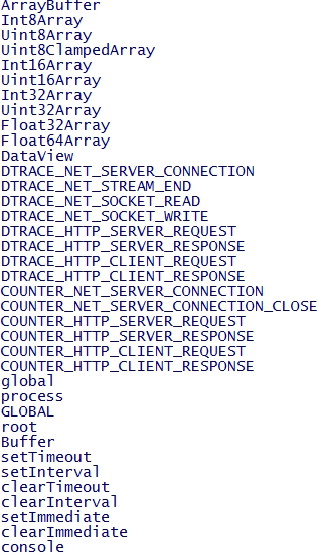 ArrayBuffer
Int8Array
Uint8Array
Uint8ClampedArray
Int16Array
Uint16Array
Int32Array
Uint32Array
Float32Array
Float64Array
DataView
DTRACE_NET_SERVER_CONNECTION
DTRACE_NET_STREAM_END
DTRACE_NET_SOCKET_READ
DTRACE_NET_SOCKET_WRITE
DTRACE_HTTP_SERVER_REQUEST
DTRACE_HTTP_SERVER_RESPONSE
DTRACE_HTTP_CLIENT_REQUEST
DTRACE_HTTP_CLIENT_RESPONSE
COUNTER_NET_SERVER_CONNECTION
COUNTER_NET_SERVER_CONNECTION_CLOSE
COUNTER_HTTP_SERVER_REQUEST
COUNTER_HTTP_SERVER_RESPONSE
COUNTER_HTTP_CLIENT_REQUEST
COUNTER_HTTP_CLIENT_RESPONSE
global
process
GLOBAL
root
Buffer
setTimeout
setInterval
clearTimeout
clearInterval
setImmediate
clearImmediate
console